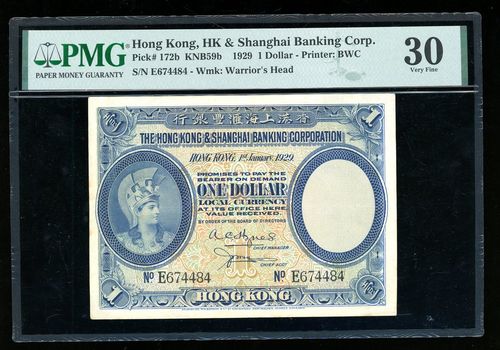 PMG
PAPER MONEY GUARANTY
Hong Kong, HK & Shanghai Banking Corp.
Pick# 172b KNB59b 1929 1 Dollar - Printer: BWC
S/N E674484 - Wmk: Warrior's Head
30
Very Fine
行銀豐滙海上港香
1
THE HONG KONG & SHANGHAI BANKING CORPORATION
HONG KONG, 1st January, 1929.
PROMISES TO PAY THE
BEARER ON DEMAND
ONE DOLLAR
LOCAL CURRENCY
AT ITS OFFICE HERE
VALUE RECEIVED.
BY ORDER OF THE BOARD OF DIRECTORS
CHIEF MANAGER
CHIEF ACCT
No E674484
No E674484
1
HONG KONG